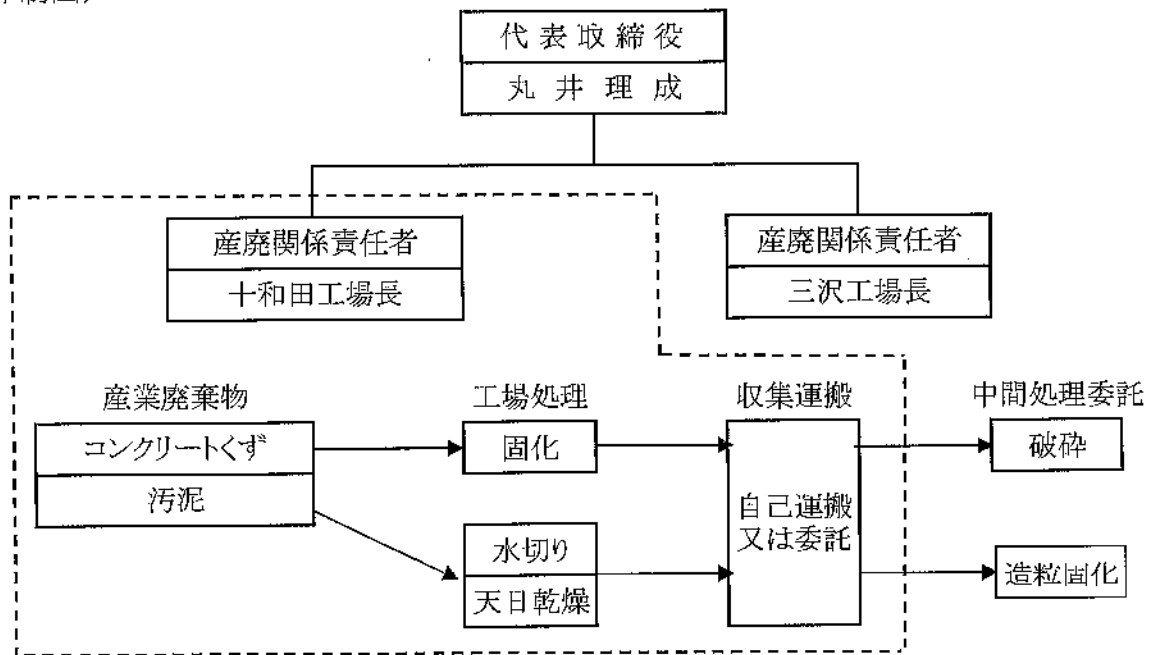 代表取締役
丸井理成
産廃関係責任者
十和田工場長
産廃関係責任者
三沢工場長
産業廃棄物
工場処理
収集運搬
中間処理委託
コンクリートくず
固化
破砕
汚泥
自己運搬
又は委託
水切り
天日乾燥
造粒固化